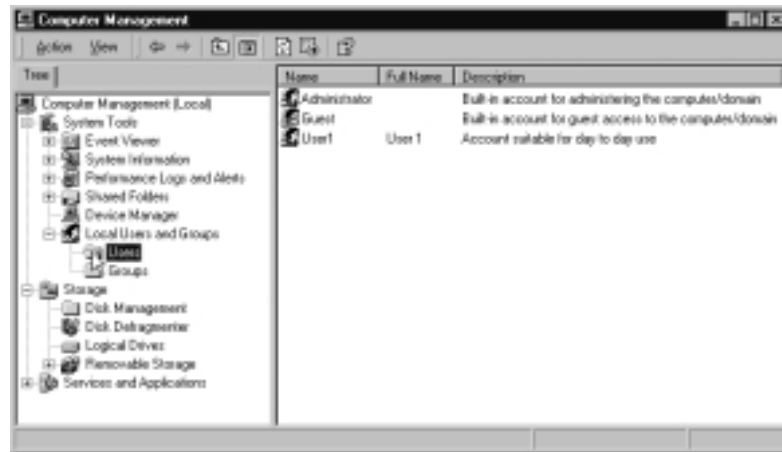 Computer Management
Action View
Tree
Computer Management (Local)
System Tools
Event Viewer
System Information
Performance Logs and Alerts
Shared Folders
Device Manager
Local Users and Groups
Users
Groups
Storage
Disk Management
Disk Defragmenter
Logical Drives
Removable Storage
Services and Applications
Name Full Name Description
Administrator Built-in account for administering the computer/domain
Guest Built-in account for guest access to the computer/domain
User1 User 1 Account suitable for day to day use